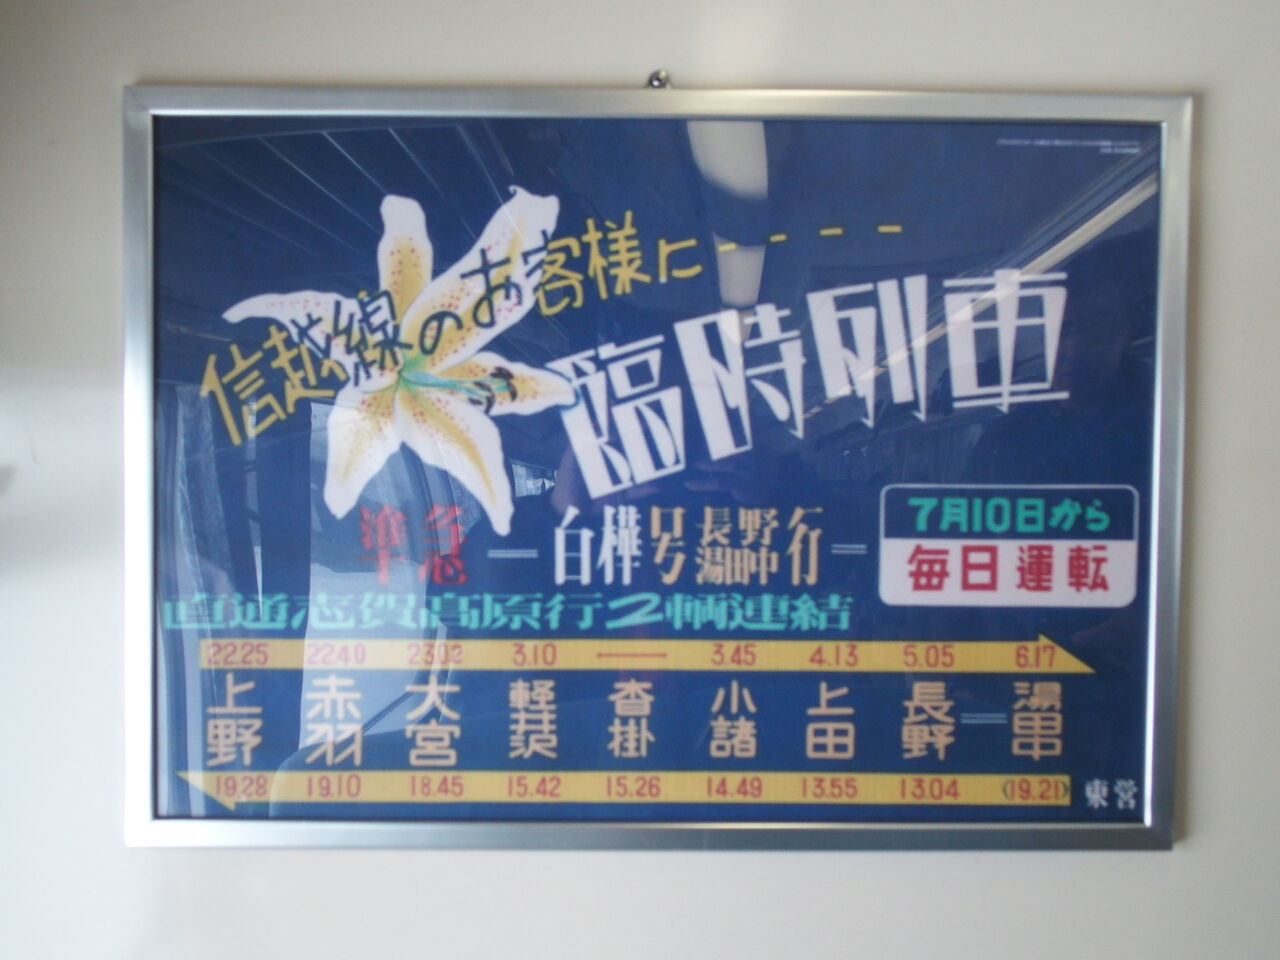 信越線のお客様に----
臨時列車
準急 = 白樺号 長野 湯田中 行 =
7月10日から
毎日運転
直通志賀高原行2輌連結
22.25 22.40 23.02 3.10 ── 3.45 4.13 5.05 6.17
上野 赤羽 大宮 軽井沢 沓掛 小諸 上田 長野 = 湯田中
19.28 19.10 18.45 15.42 15.26 14.49 13.55 13.04 (19.21)
東営